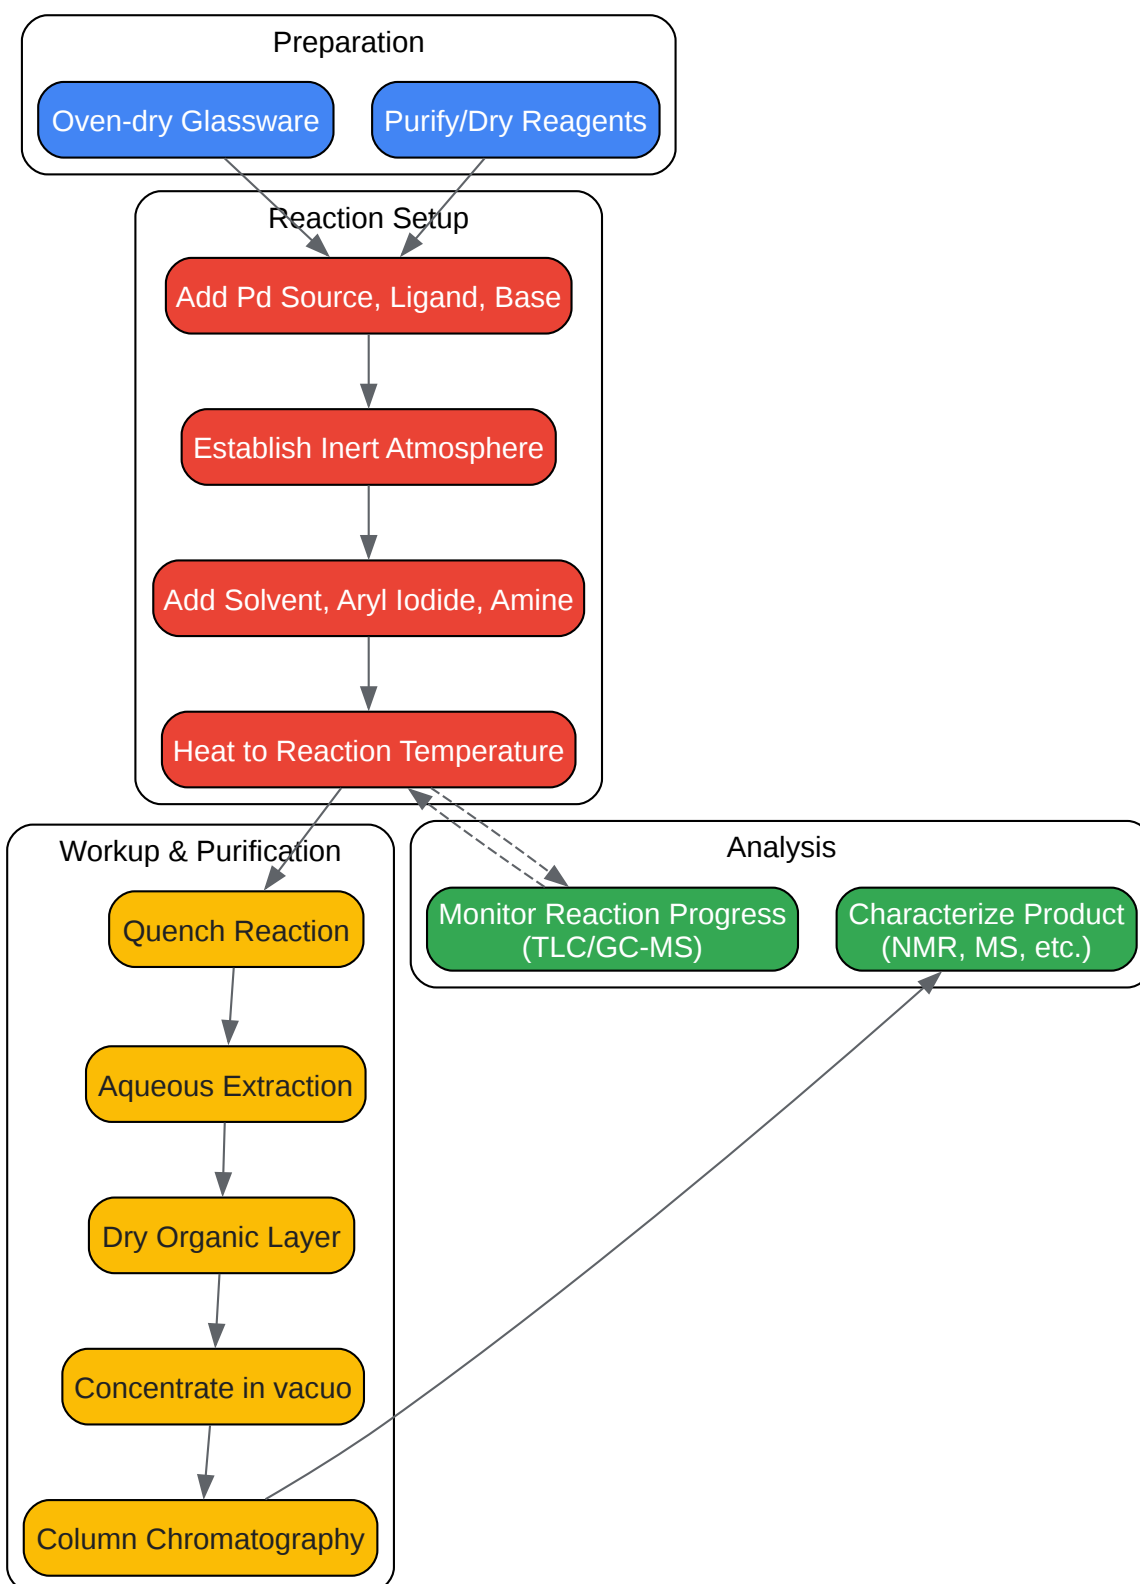 Preparation
Oven-dry Glassware
Purify/Dry Reagents
Reaction Setup
Add Pd Source, Ligand, Base
Establish Inert Atmosphere
Add Solvent, Aryl Iodide, Amine
Heat to Reaction Temperature
Workup & Purification
Quench Reaction
Aqueous Extraction
Dry Organic Layer
Concentrate in vacuo
Column Chromatography
Analysis
Monitor Reaction Progress
(TLC/GC-MS)
Characterize Product
(NMR, MS, etc.)